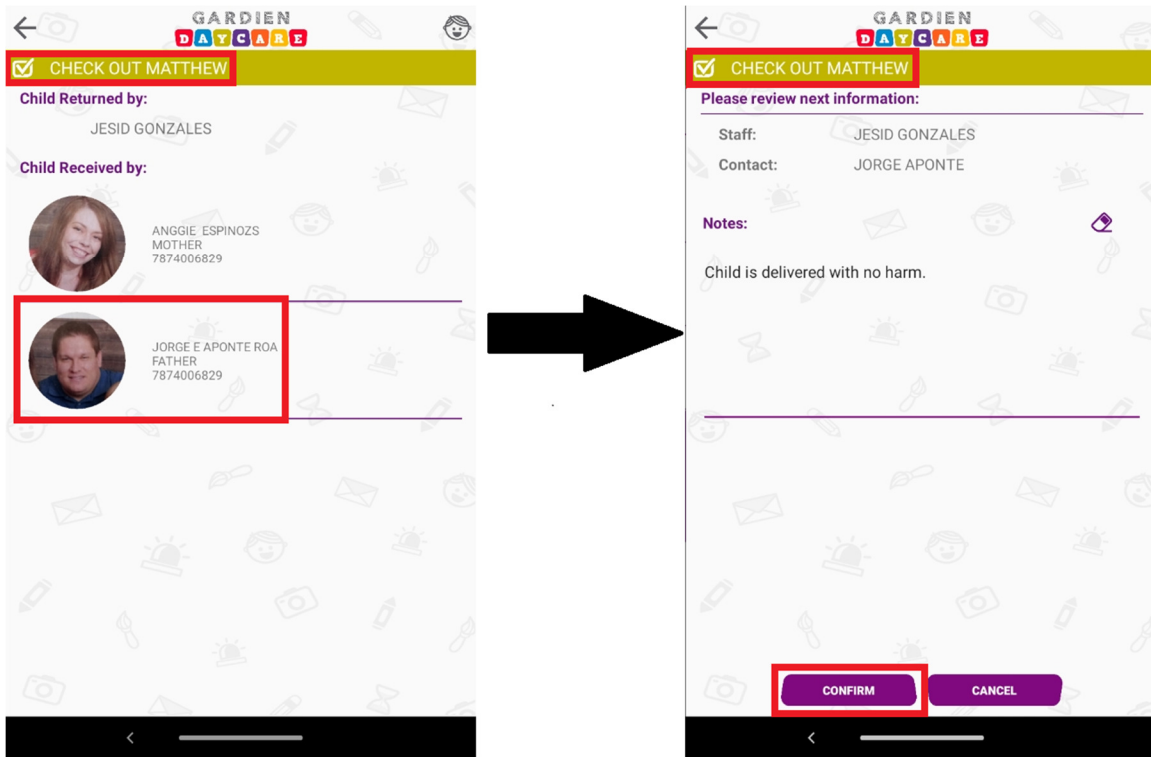 GARDIEN
DAYCARE
CHECK OUT MATTHEW
Child Returned by:
JESID GONZALES
Child Received by:
ANGGIE ESPINOZS
MOTHER
7874006829
JORGE E APONTE ROA
FATHER
7874006829
GARDIEN
DAYCARE
CHECK OUT MATTHEW
Please review next information:
Staff: JESID GONZALES
Contact: JORGE APONTE
Notes:
Child is delivered with no harm.
CONFIRM CANCEL